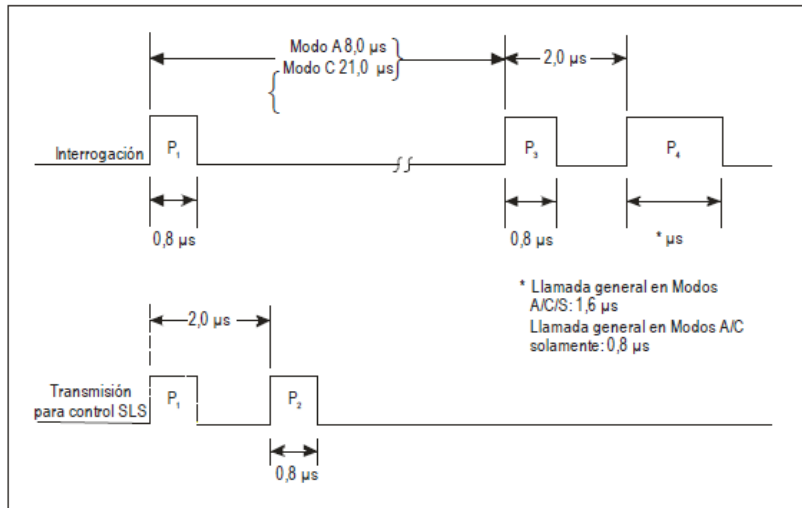 Modo A 8,0 µs
Modo C 21,0 µs
2,0 µs
Interrogación
P₁
P₃
P₄
0,8 µs
0,8 µs
* µs
* Llamada general en Modos
A/C/S: 1,6 µs
Llamada general en Modos A/C
solamente: 0,8 µs
2,0 µs
Transmisión
para control SLS
P₁
P₂
0,8 µs